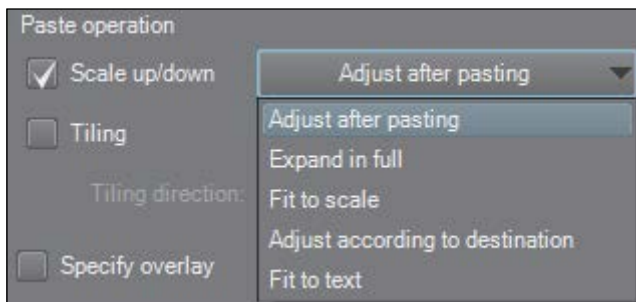 Paste operation
Scale up/down Adjust after pasting
Tiling Adjust after pasting
Expand in full
Tiling direction: Fit to scale
Adjust according to destination
Specify overlay Fit to text